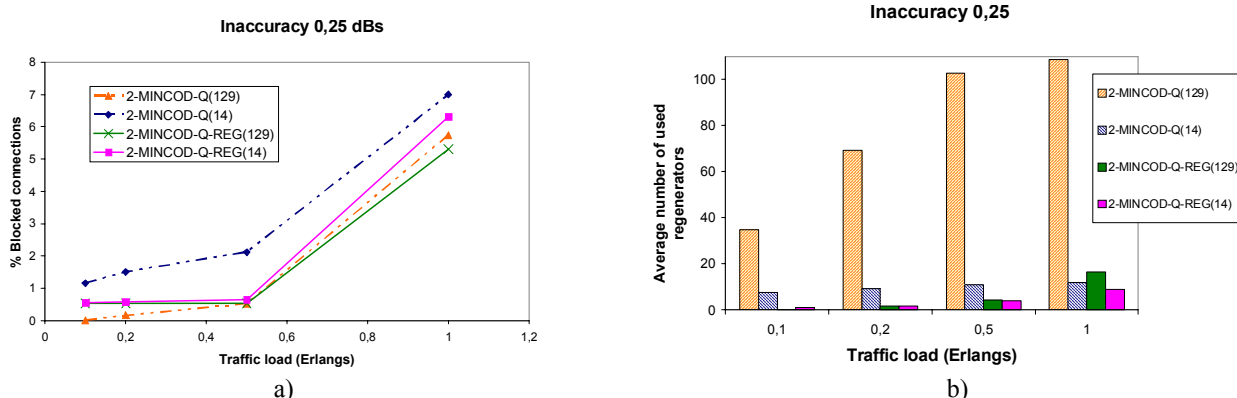 Inaccuracy 0,25 dBs
8
7
6
5
4
3
2
1
0
% Blocked connections
2-MINCOD-Q(129)
2-MINCOD-Q(14)
2-MINCOD-Q-REG(129)
2-MINCOD-Q-REG(14)
0 0,2 0,4 0,6 0,8 1 1,2
Traffic load (Erlangs)
a)
Inaccuracy 0,25
100
80
60
40
20
0
Average number of used
regenerators
2-MINCOD-Q(129)
2-MINCOD-Q(14)
2-MINCOD-Q-REG(129)
2-MINCOD-Q-REG(14)
0,1 0,2 0,5 1
Traffic load (Erlangs)
b)